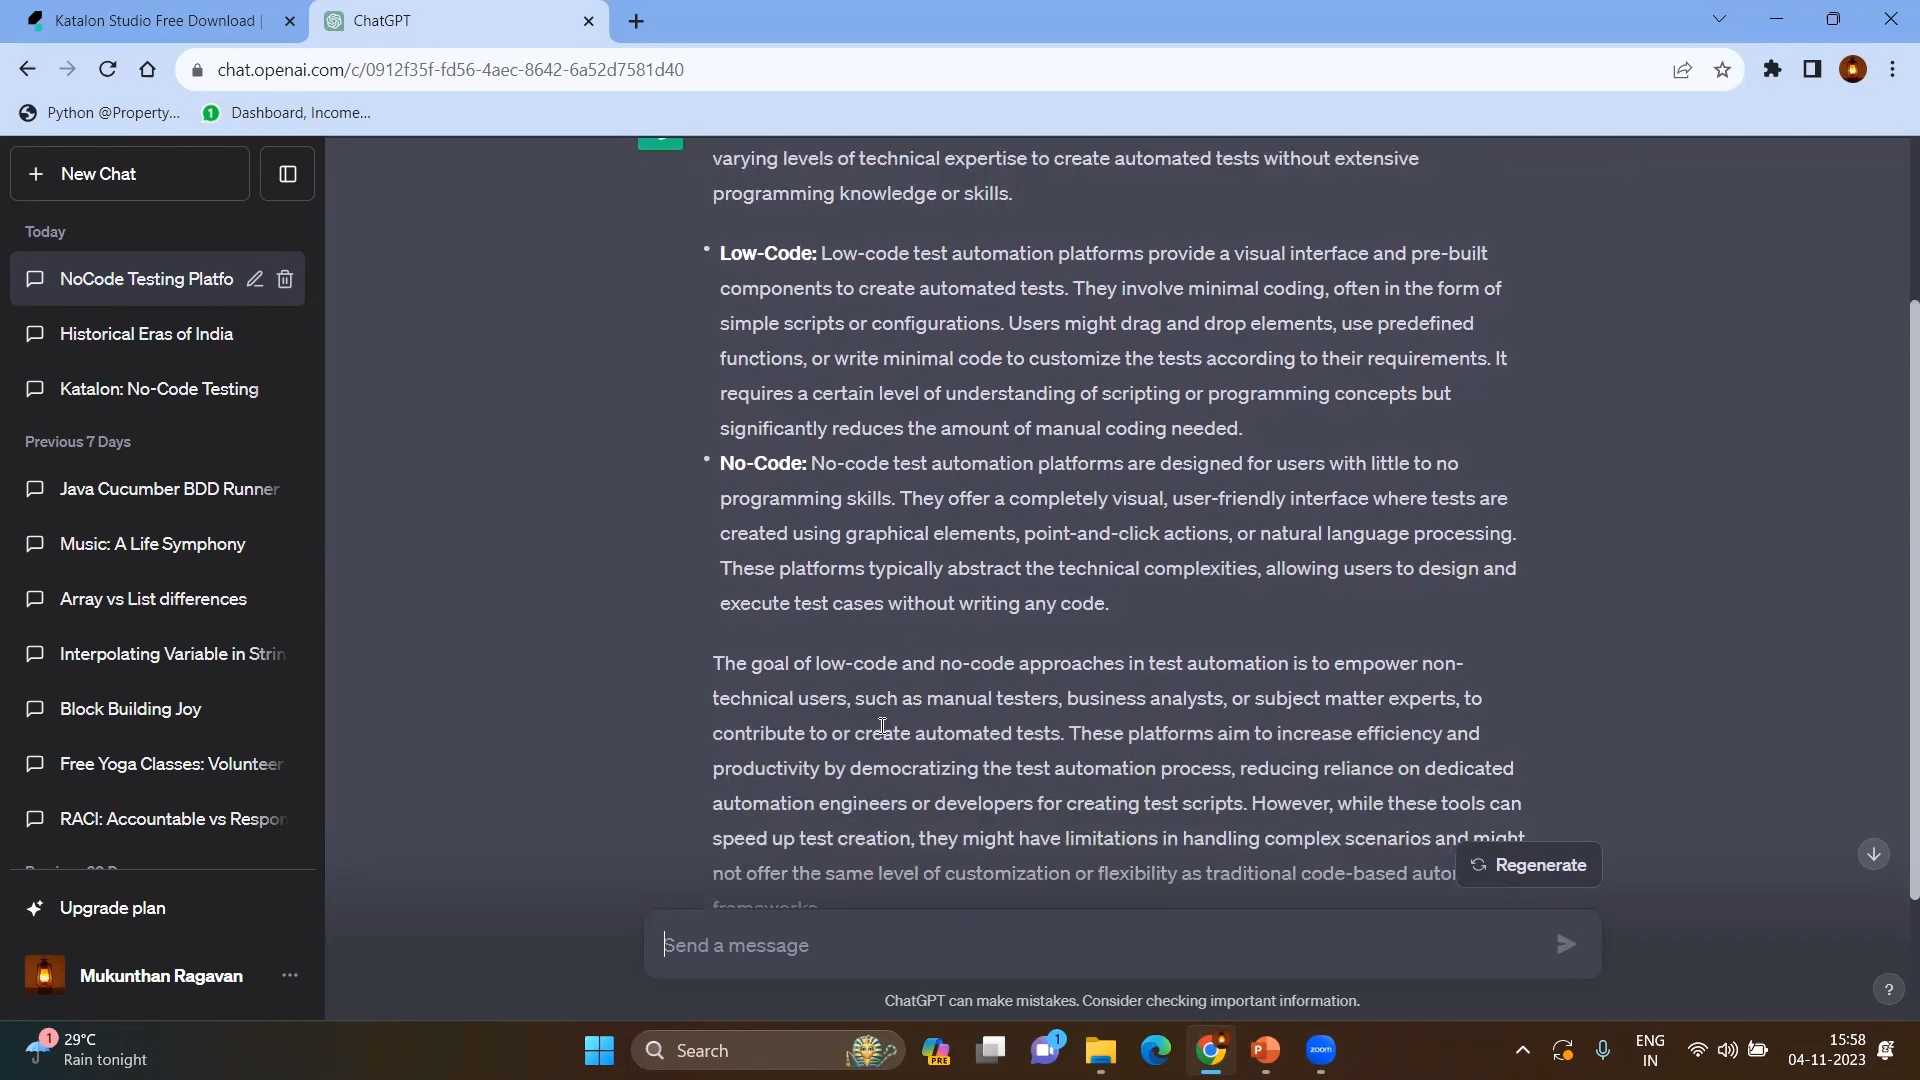 Katalon Studio Free Download |
ChatGPT
chat.openai.com/c/0912f35f-fd56-4aec-8642-6a52d7581d40
Python @Property...
1
Dashboard, Income...
New Chat
Today
NoCode Testing Platfo
Historical Eras of India
Katalon: No-Code Testing
Previous 7 Days
Java Cucumber BDD Runner
Music: A Life Symphony
Array vs List differences
Interpolating Variable in Strin
Block Building Joy
Free Yoga Classes: Volunteer
RACI: Accountable vs Respon
Upgrade plan
Mukunthan Ragavan
varying levels of technical expertise to create automated tests without extensive
programming knowledge or skills.
• Low-Code: Low-code test automation platforms provide a visual interface and pre-built
components to create automated tests. They involve minimal coding, often in the form of
simple scripts or configurations. Users might drag and drop elements, use predefined
functions, or write minimal code to customize the tests according to their requirements. It
requires a certain level of understanding of scripting or programming concepts but
significantly reduces the amount of manual coding needed.
• No-Code: No-code test automation platforms are designed for users with little to no
programming skills. They offer a completely visual, user-friendly interface where tests are
created using graphical elements, point-and-click actions, or natural language processing.
These platforms typically abstract the technical complexities, allowing users to design and
execute test cases without writing any code.
The goal of low-code and no-code approaches in test automation is to empower non-
technical users, such as manual testers, business analysts, or subject matter experts, to
contribute to or create automated tests. These platforms aim to increase efficiency and
productivity by democratizing the test automation process, reducing reliance on dedicated
automation engineers or developers for creating test scripts. However, while these tools can
speed up test creation, they might have limitations in handling complex scenarios and might
not offer the same level of customization or flexibility as traditional code-based auto
frameworks
Regenerate
Send a message
ChatGPT can make mistakes. Consider checking important information.
?
1
29°C
Rain tonight
Search
PRE
1
zoom
ENG
IN
15:58
04-11-2023